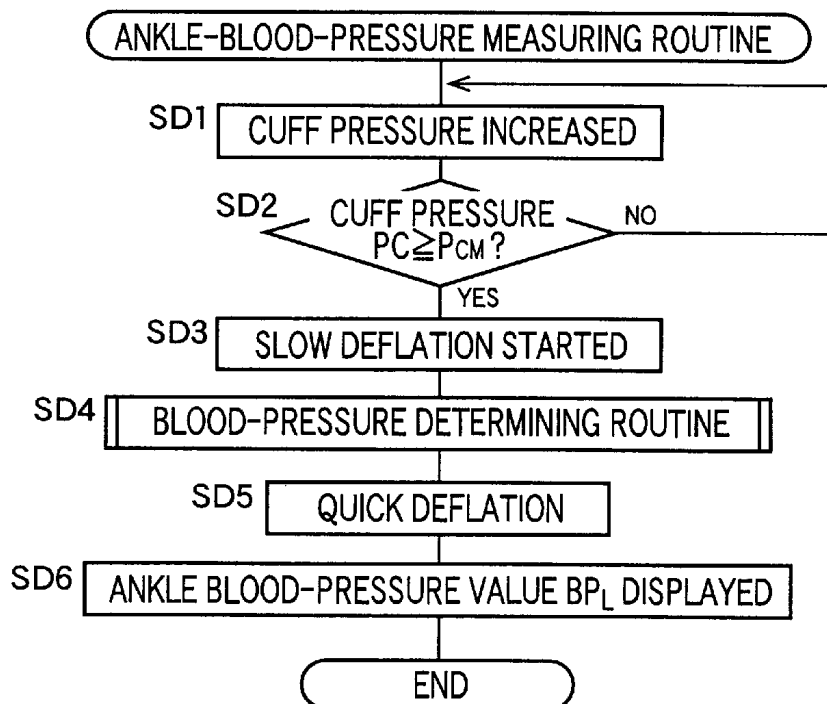 ANKLE-BLOOD-PRESSURE MEASURING ROUTINE
SD1 CUFF PRESSURE INCREASED
SD2 CUFF PRESSURE
PC≧PCM? NO
YES
SD3 SLOW DEFLATION STARTED
SD4 BLOOD-PRESSURE DETERMINING ROUTINE
SD5 QUICK DEFLATION
SD6 ANKLE BLOOD-PRESSURE VALUE BPL DISPLAYED
END